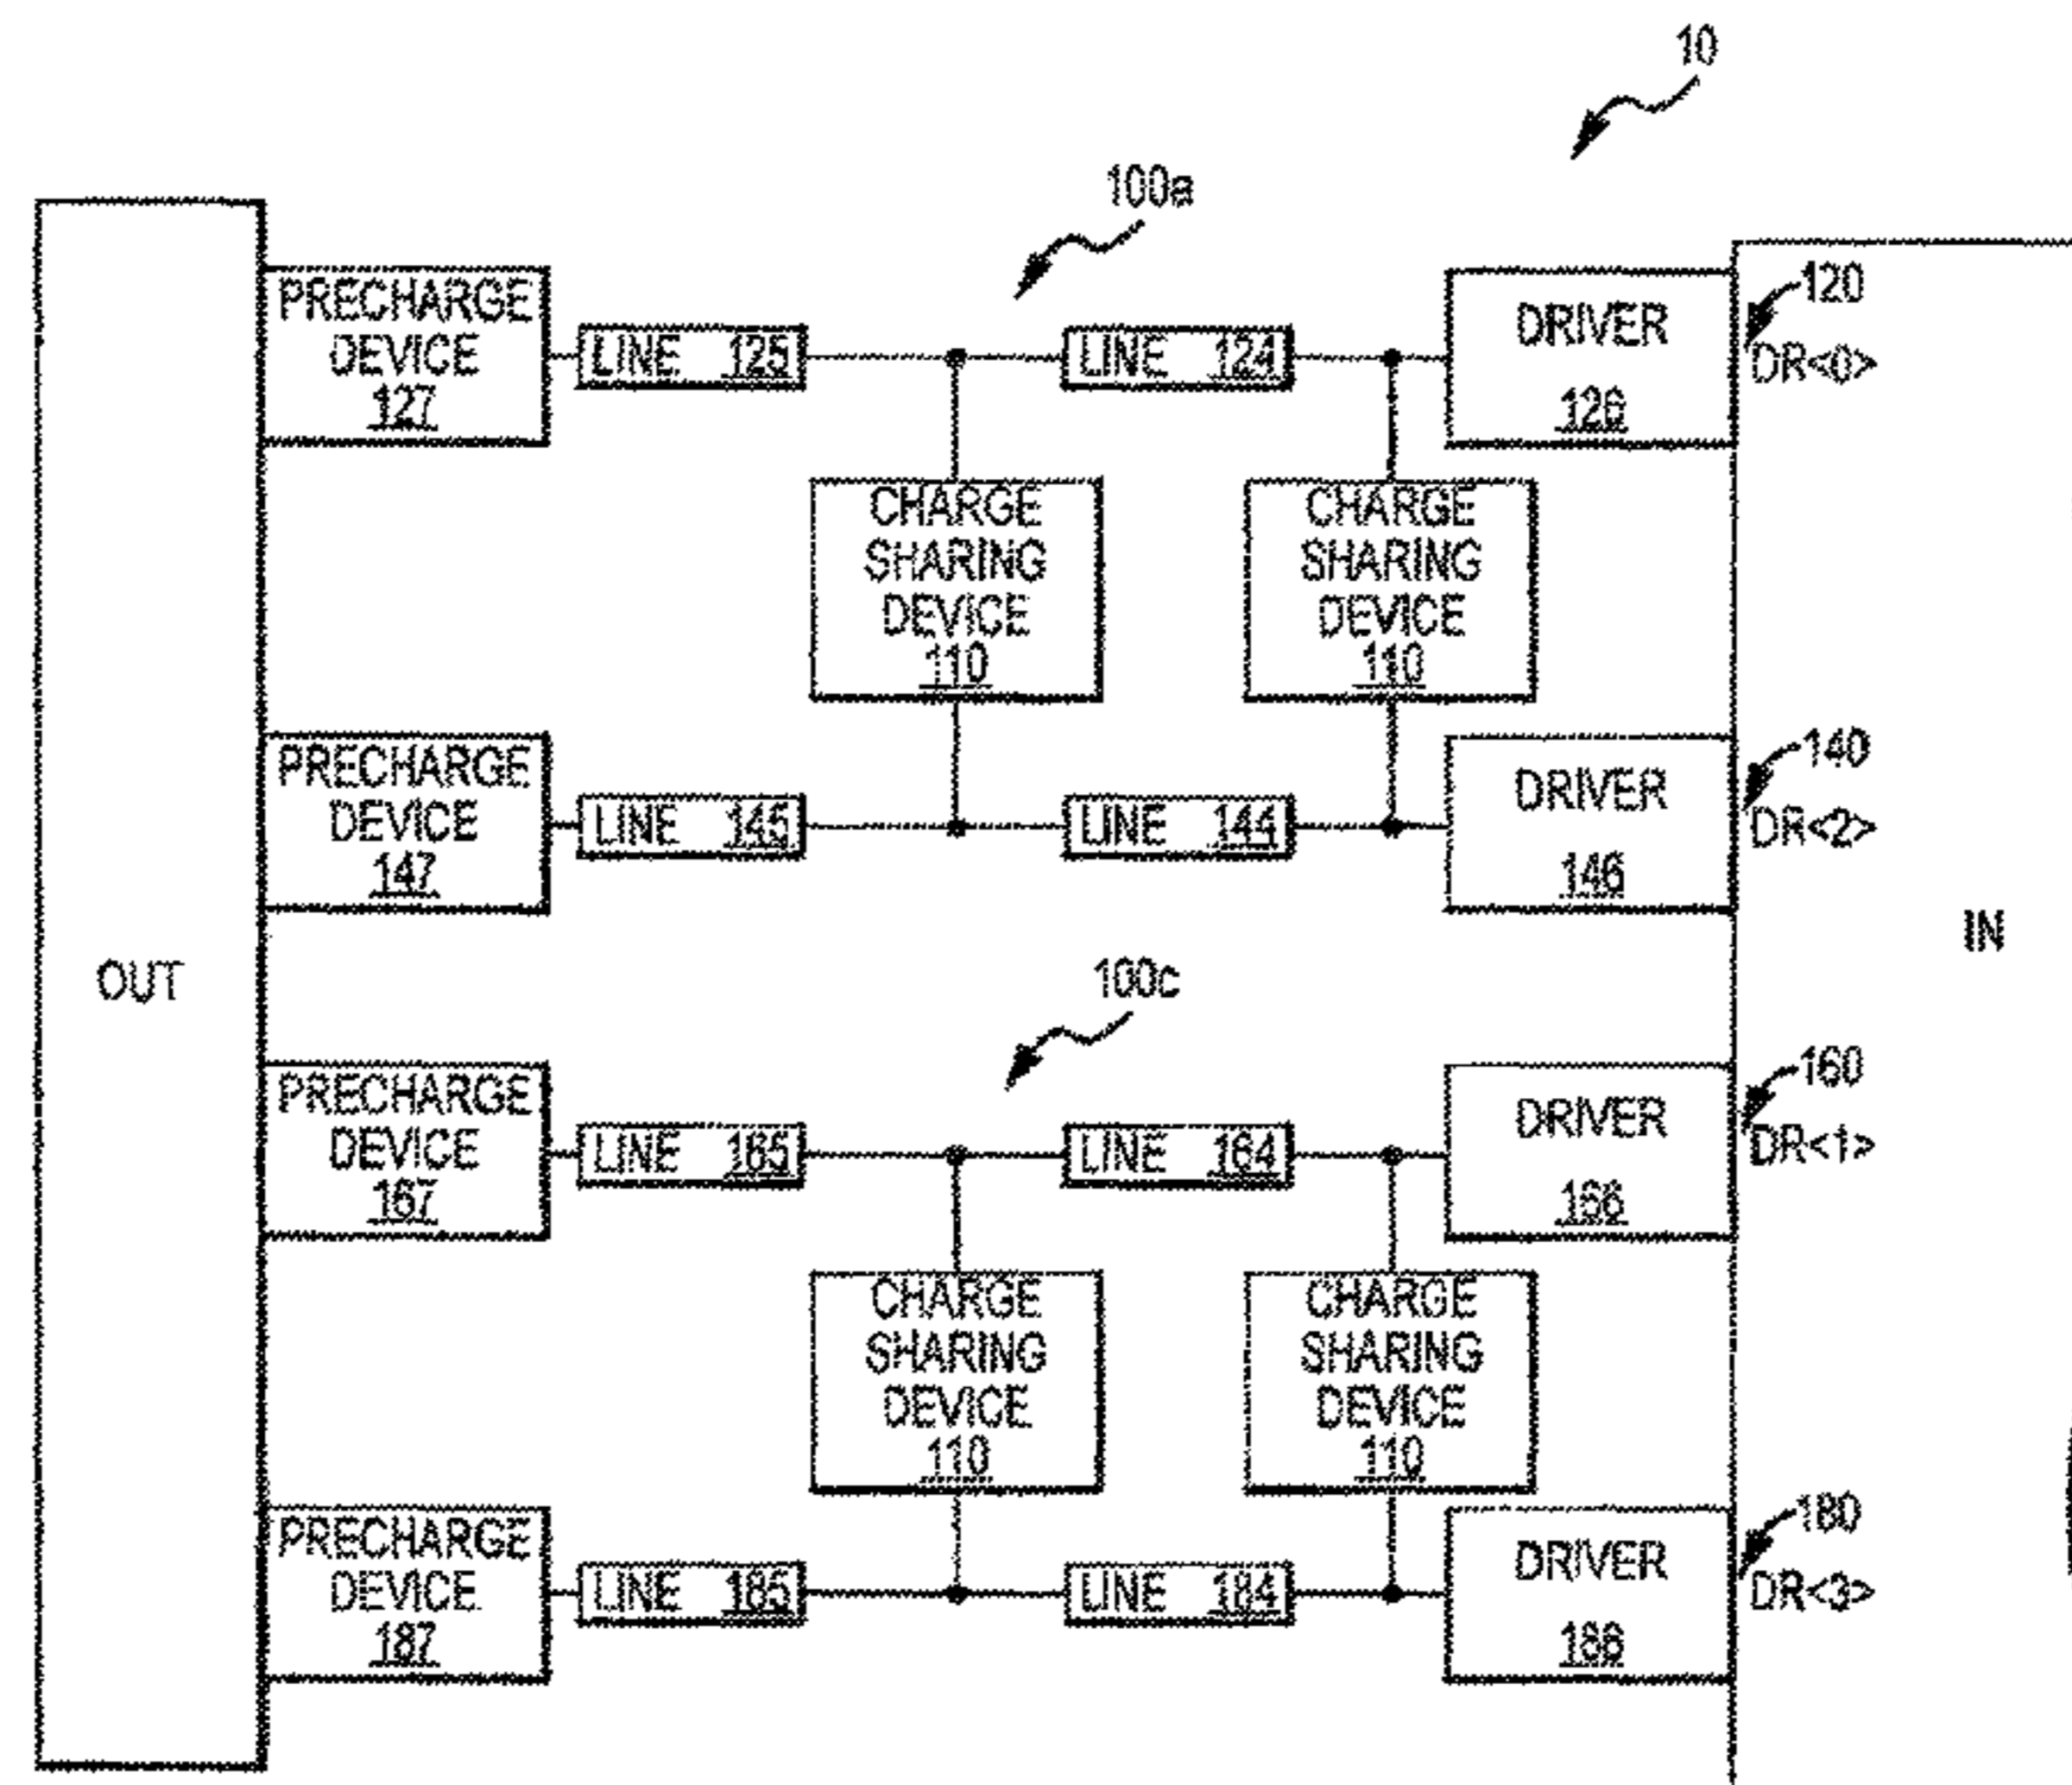 10
100a
PRECHARGE
DEVICE
127
LINE 125
LINE 124
DRIVER
126
120
DR<0>
CHARGE
SHARING
DEVICE
110
CHARGE
SHARING
DEVICE
110
PRECHARGE
DEVICE
147
LINE 145
LINE 144
DRIVER
146
140
DR<2>
OUT
IN
100c
PRECHARGE
DEVICE
167
LINE 165
LINE 164
DRIVER
166
160
DR<1>
CHARGE
SHARING
DEVICE
110
CHARGE
SHARING
DEVICE
110
PRECHARGE
DEVICE
187
LINE 185
LINE 184
DRIVER
186
180
DR<3>